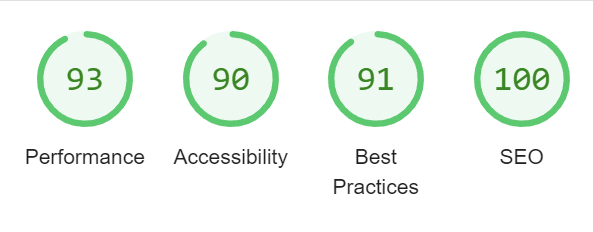 93 90 91 100
Performance Accessibility Best SEO
Practices